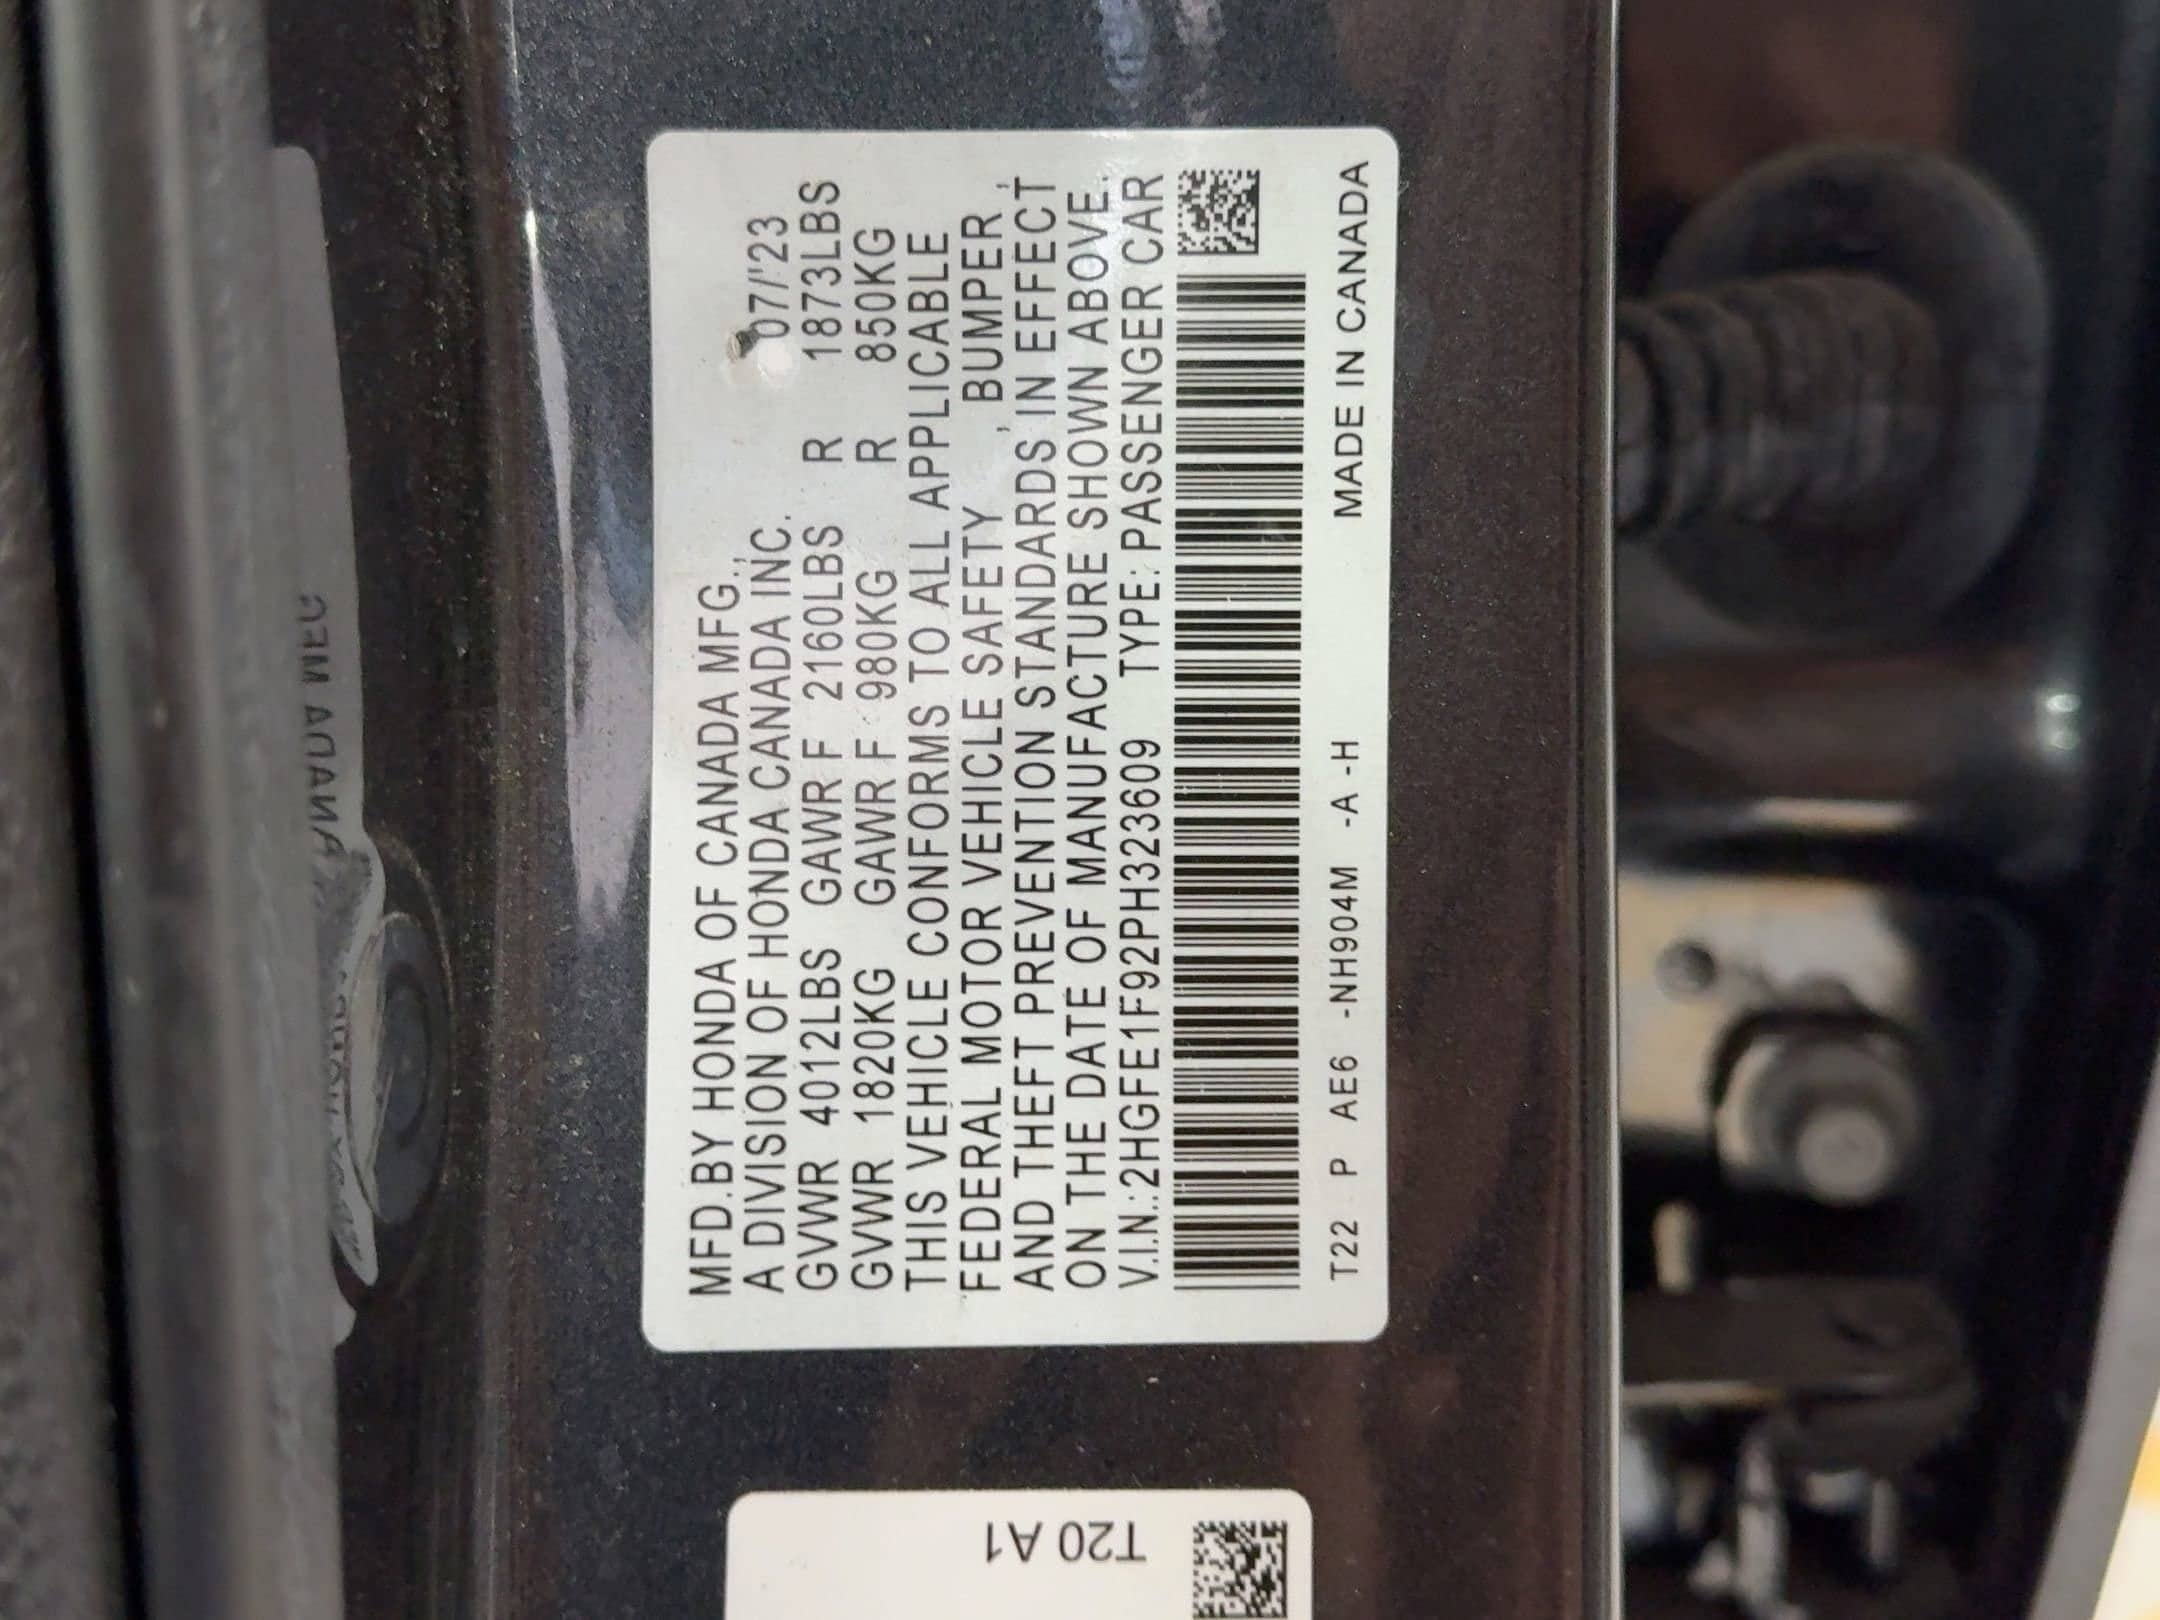 MFD.BY HONDA OF CANADA MFG.,
A DIVISION OF HONDA CANADA INC. 07/'23
GVWR 4012LBS GAWR F 2160LBS R 1873LBS
GVWR 1820KG GAWR F 980KG R 850KG
THIS VEHICLE CONFORMS TO ALL APPLICABLE
FEDERAL MOTOR VEHICLE SAFETY , BUMPER ,
AND THEFT PREVENTION STANDARDS IN EFFECT
ON THE DATE OF MANUFACTURE SHOWN ABOVE.
V.I.N.:2HGFE1F92PH323609 TYPE: PASSENGER CAR
T22 P AE6 -NH904M -A -H MADE IN CANADA
T20 A1